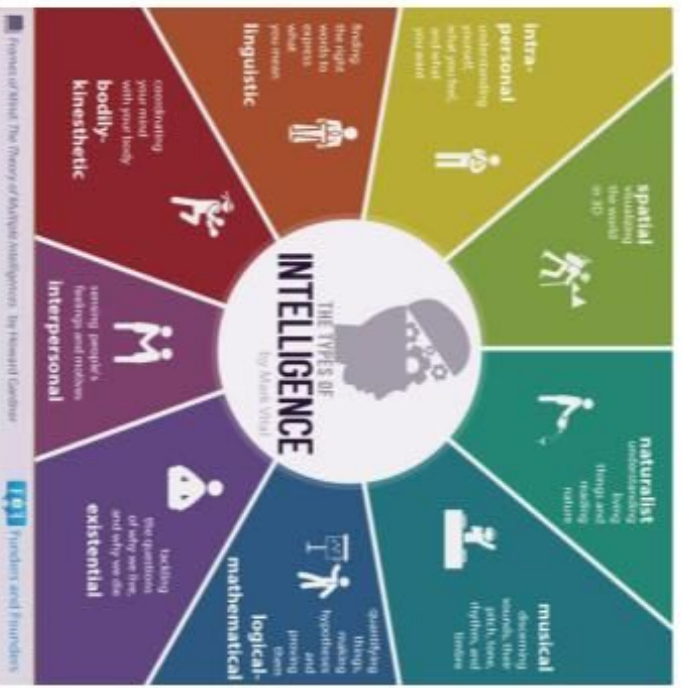 THE TYPES OF
INTELLIGENCE
by Mark Vital
spatial
visualizing
the world
in 3D
naturalist
understanding
living
things and
reading
nature
musical
discerning
sounds, their
pitch, tone,
rhythm, and
timbre
logical-
mathematical
quantifying
things,
making
hypotheses
and
proving
them
existential
tackling
the questions
of why we live,
and why we die
interpersonal
sensing people's
feelings and motives
bodily-
kinesthetic
coordinating
your mind
with your body
linguistic
finding
the right
words to
express
what
you mean
intra-
personal
understanding
yourself,
what you feel,
and what
you want
Frames of Mind: The Theory of Multiple Intelligences by Howard Gardner
Funders and Founders